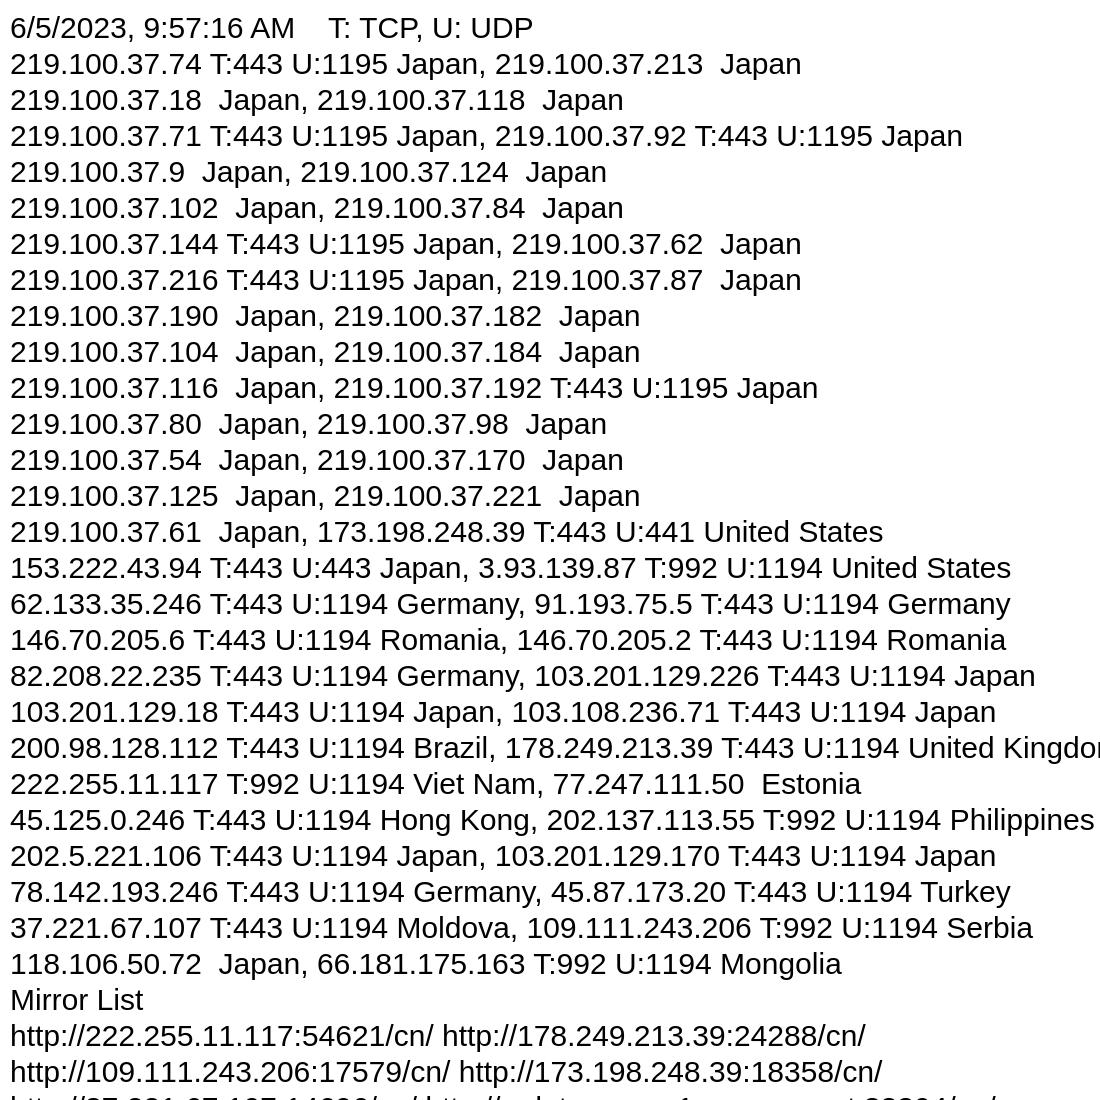 6/5/2023, 9:57:16 AM    T: TCP, U: UDP
219.100.37.74 T:443 U:1195 Japan, 219.100.37.213  Japan
219.100.37.18  Japan, 219.100.37.118  Japan
219.100.37.71 T:443 U:1195 Japan, 219.100.37.92 T:443 U:1195 Japan
219.100.37.9  Japan, 219.100.37.124  Japan
219.100.37.102  Japan, 219.100.37.84  Japan
219.100.37.144 T:443 U:1195 Japan, 219.100.37.62  Japan
219.100.37.216 T:443 U:1195 Japan, 219.100.37.87  Japan
219.100.37.190  Japan, 219.100.37.182  Japan
219.100.37.104  Japan, 219.100.37.184  Japan
219.100.37.116  Japan, 219.100.37.192 T:443 U:1195 Japan
219.100.37.80  Japan, 219.100.37.98  Japan
219.100.37.54  Japan, 219.100.37.170  Japan
219.100.37.125  Japan, 219.100.37.221  Japan
219.100.37.61  Japan, 173.198.248.39 T:443 U:441 United States
153.222.43.94 T:443 U:443 Japan, 3.93.139.87 T:992 U:1194 United States
62.133.35.246 T:443 U:1194 Germany, 91.193.75.5 T:443 U:1194 Germany
146.70.205.6 T:443 U:1194 Romania, 146.70.205.2 T:443 U:1194 Romania
82.208.22.235 T:443 U:1194 Germany, 103.201.129.226 T:443 U:1194 Japan
103.201.129.18 T:443 U:1194 Japan, 103.108.236.71 T:443 U:1194 Japan
200.98.128.112 T:443 U:1194 Brazil, 178.249.213.39 T:443 U:1194 United
222.255.11.117 T:992 U:1194 Viet Nam, 77.247.111.50  Estonia
45.125.0.246 T:443 U:1194 Hong Kong, 202.137.113.55 T:992 U:1194 Philippines
202.5.221.106 T:443 U:1194 Japan, 103.201.129.170 T:443 U:1194 Japan
78.142.193.246 T:443 U:1194 Germany, 45.87.173.20 T:443 U:1194 Turkey
37.221.67.107 T:443 U:1194 Moldova, 109.111.243.206 T:992 U:1194 Serbia
118.106.50.72  Japan, 66.181.175.163 T:992 U:1194 Mongolia
Mirror List
http://222.255.11.117:54621/cn/ http://178.249.213.39:24288/cn/
http://109.111.243.206:17579/cn/ http://173.198.248.39:18358/cn/